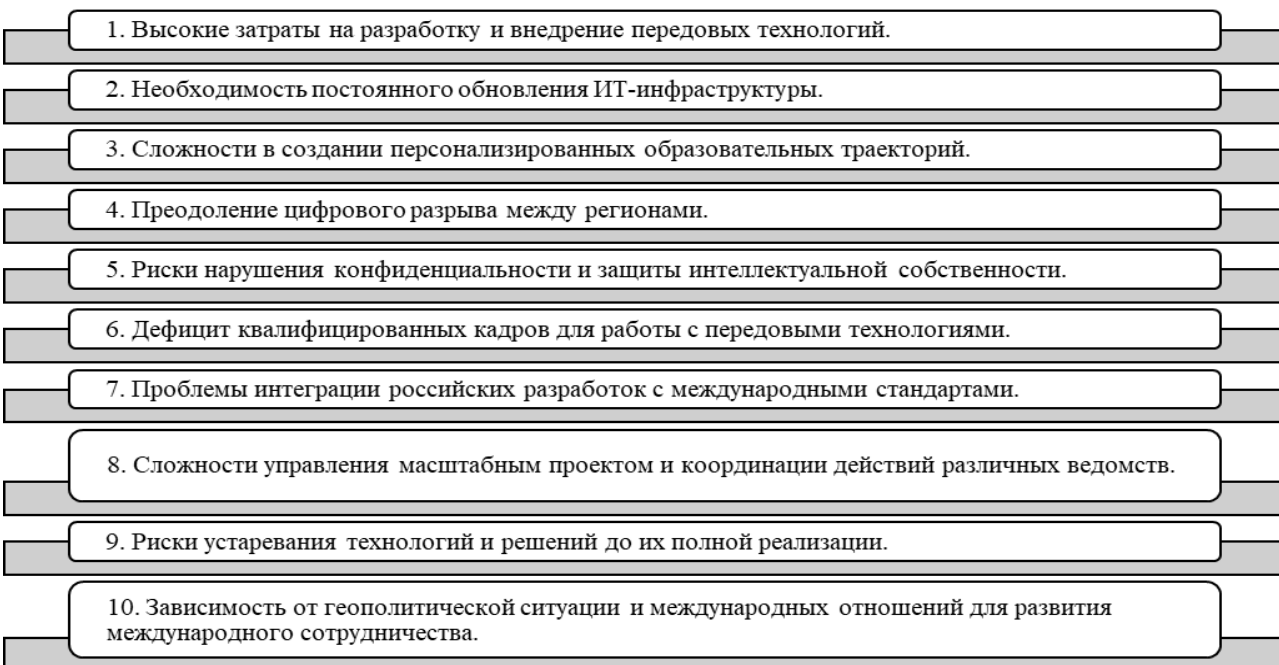 1. Высокие затраты на разработку и внедрение передовых технологий.
2. Необходимость постоянного обновления ИТ-инфраструктуры.
3. Сложности в создании персонализированных образовательных траекторий.
4. Преодоление цифрового разрыва между регионами.
5. Риски нарушения конфиденциальности и защиты интеллектуальной собственности.
6. Дефицит квалифицированных кадров для работы с передовыми технологиями.
7. Проблемы интеграции российских разработок с международными стандартами.
8. Сложности управления масштабным проектом и координации действий различных ведомств.
9. Риски устаревания технологий и решений до их полной реализации.
10. Зависимость от геополитической ситуации и международных отношений для развития
международного сотрудничества.